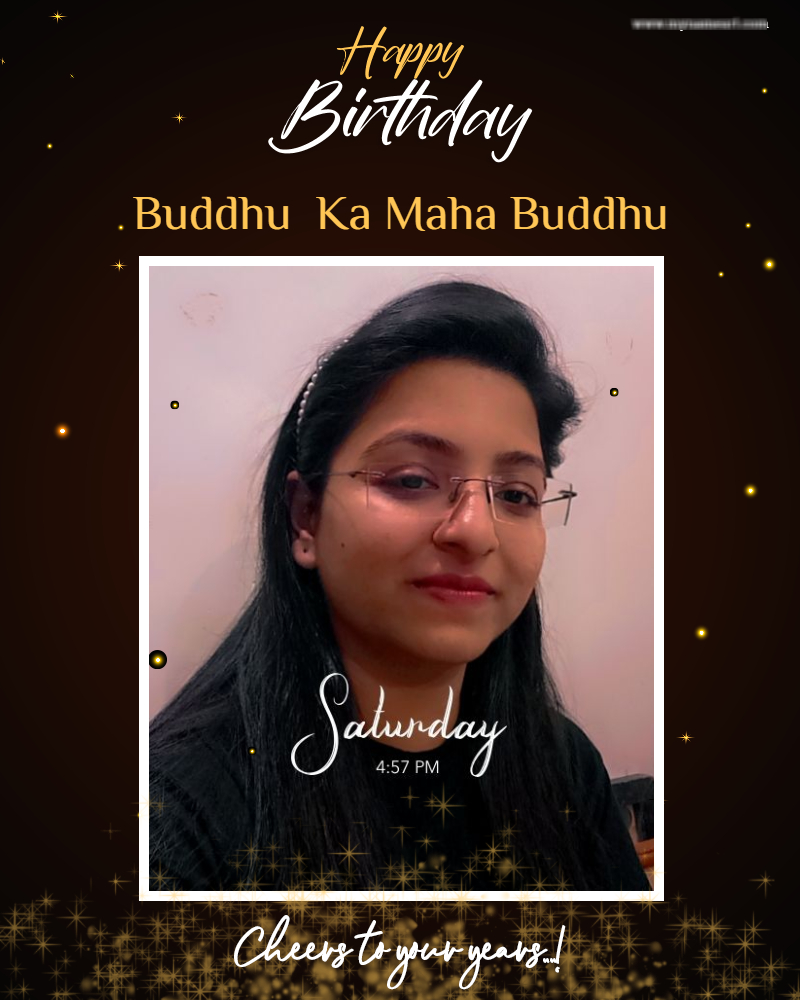 Happy
Birthday
Buddhu Ka Maha Buddhu
Saturday
4:57 PM
Cheers to your years..!